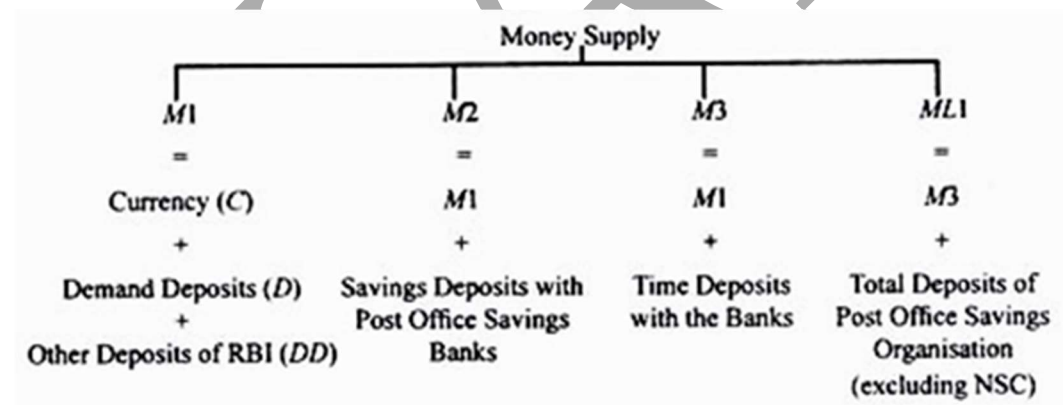 Money Supply
M1
=
Currency (C)
+
Demand Deposits (D)
+
Other Deposits of RBI (DD)
M2
=
M1
+
Savings Deposits with
Post Office Savings
Banks
M3
=
M1
+
Time Deposits
with the Banks
ML1
=
M3
+
Total Deposits of
Post Office Savings
Organisation
(excluding NSC)